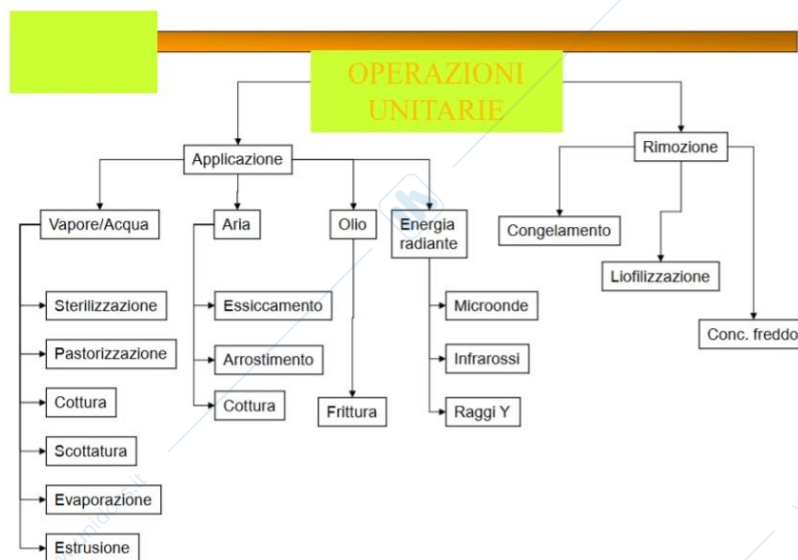 OPERAZIONI
UNITARIE
Applicazione
Rimozione
Vapore/Acqua
Aria
Olio
Energia
radiante
Congelamento
Liofilizzazione
Conc. freddo
Sterilizzazione
Pastorizzazione
Cottura
Scottatura
Evaporazione
Estrusione
Essiccamento
Arrostimento
Cottura
Frittura
Microonde
Infrarossi
Raggi Y